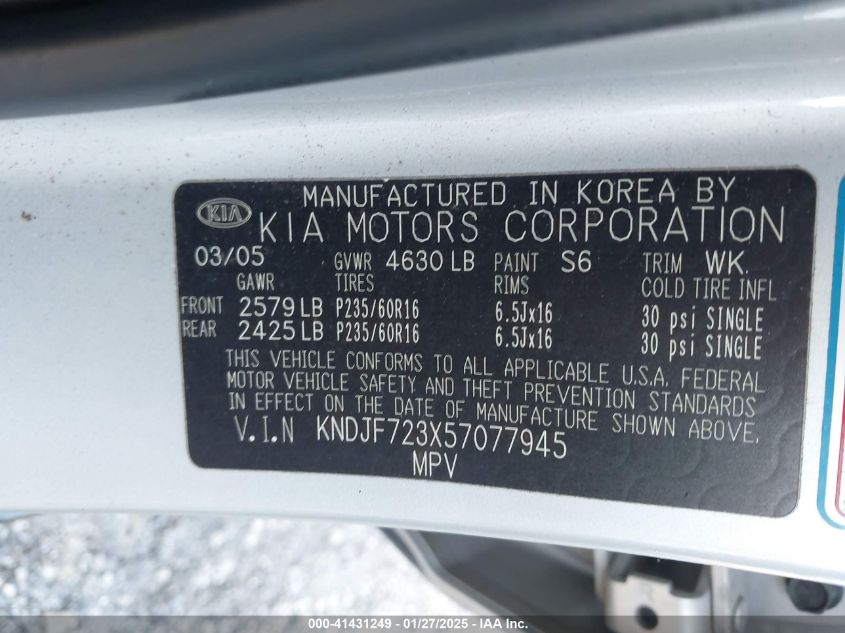 MANUFACTURED IN KOREA BY
KIA KIA MOTORS CORPORATION
03/05 GVWR 4630 LB PAINT S6 TRIM WK.
GAWR TIRES RIMS COLD TIRE INFL
FRONT 2579 LB P235/60R16 6.5Jx16 30 psi SINGLE
REAR 2425 LB P235/60R16 6.5Jx16 30 psi SINGLE
THIS VEHICLE CONFORMS TO ALL APPLICABLE U.S.A. FEDERAL
MOTOR VEHICLE SAFETY AND THEFT PREVENTION STANDARDS
IN EFFECT ON THE DATE OF MANUFACTURE SHOWN ABOVE.
V.I.N KNDJF723X57077945
MPV
000-41431249 - 01/27/2025 - IAA Inc.